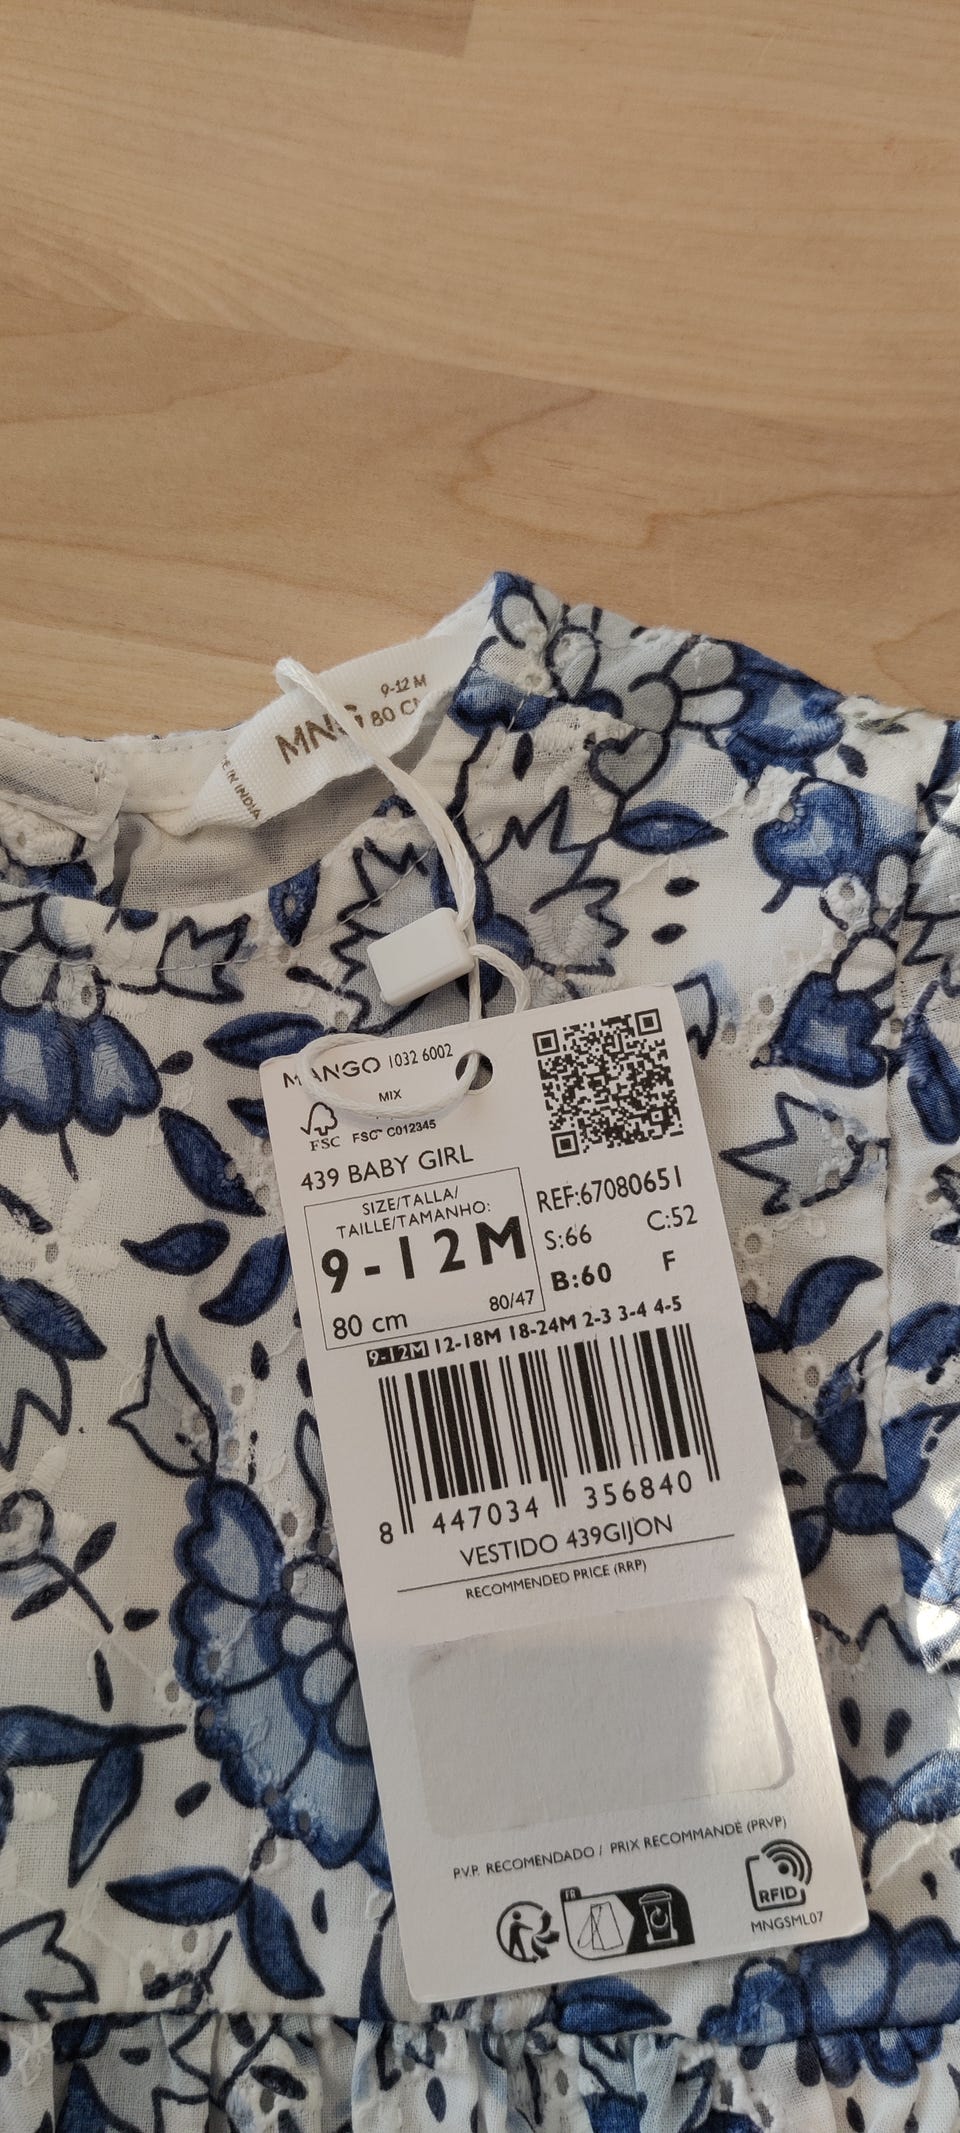 9-12 M
MNG 80 CM
E IN INDIA
MANGO 1032 6002
MIX
FSC
FSC™ C012345
439 BABY GIRL
SIZE/TALLA/
TAILLE/TAMANHO:
9-12M
80 cm 80/47
REF:67080651
S:66 C:52
B:60 F
9-12M 12-18M 18-24M 2-3 3-4 4-5
8 447034 356840
VESTIDO 439GIJON
RECOMMENDED PRICE (RRP)
P.V.P. RECOMENDADO / PRIX RECOMMANDÉ (PRVP)
FR
RFID
MNGSML07